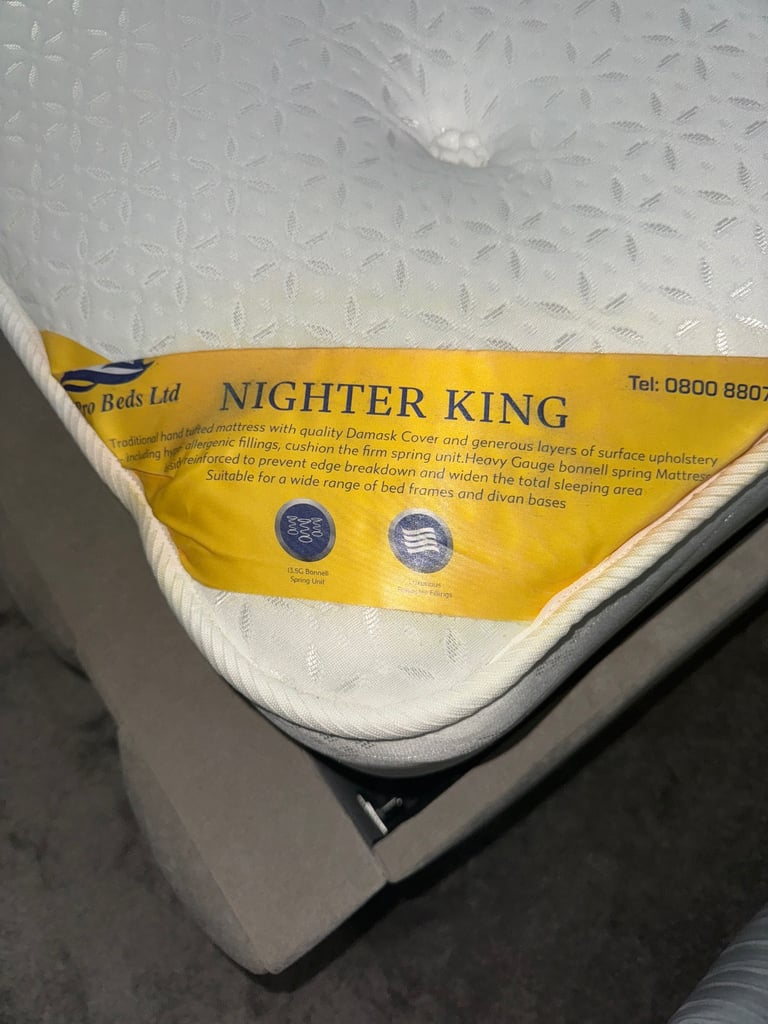 Pro Beds Ltd
NIGHTER KING
Tel: 0800 8807
Traditional hand tufted mattress with quality Damask Cover and generous layers of surface upholstery
including allergenic fillings, cushion the firm spring unit.Heavy Gauge bonnell spring Mattress
reinforced to prevent edge breakdown and widen the total sleeping area
Suitable for a wide range of bed frames and divan bases
13.5G Bonnell
Spring Unit
Fillings